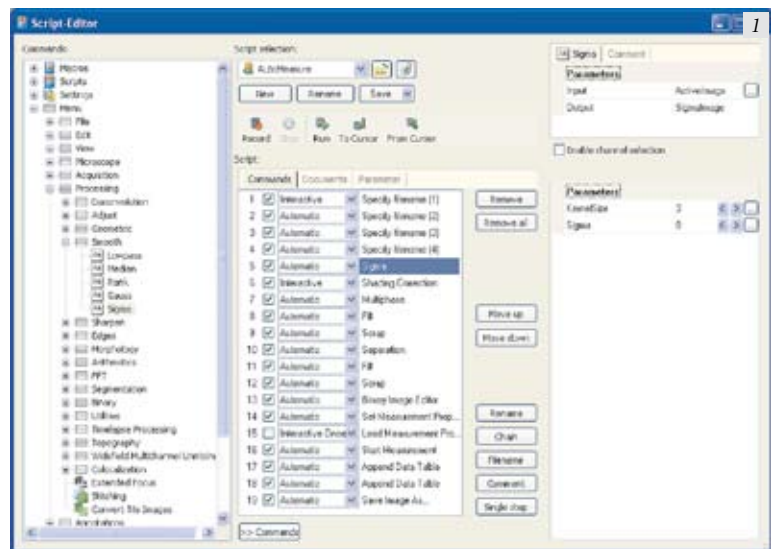 Script-Editor
1
Commands:
Macros
Scripts
Settings
Menu
File
Edit
View
Microscope
Acquisition
Processing
Deconvolution
Adjust
Geometric
Smooth
Lowpass
Median
Rank
Gauss
Sigma
Sharpen
Edges
Morphology
Arithmetics
FFT
Segmentation
Binary
Utilities
Timelapse Processing
Topography
Widefield Multichannel Unmixing
Colocalization
Extended Focus
Stitching
Convert Tile Images
Annotations
Script selection:
AutoMeasure
New Rename Save
Record Stop Run To Cursor From Cursor
Script:
Commands Documents Parameter
1 Interactive Specify filename [1]
2 Automatic Specify filename [2]
3 Automatic Specify filename [3]
4 Automatic Specify filename [4]
5 Automatic Sigma
6 Interactive Shading Correction
7 Automatic Multiphase
8 Automatic Fill
9 Automatic Scrap
10 Automatic Separation
11 Automatic Fill
12 Automatic Scrap
13 Automatic Binary Image Editor
14 Automatic Set Measurement Prop...
15 Interactive Load Measurement Pro...
16 Automatic Start Measurement
17 Automatic Append Data Table
18 Automatic Append Data Table
19 Automatic Save Image As...
>> Commands
Remove
Remove all
Move up
Move down
Rename
Chain
Filename
Comment
Single step
Sigma Comment
Parameters
Input ActiveImage
Output SigmaImage
Enable channel selection
Parameters
KernelSize 3
Sigma